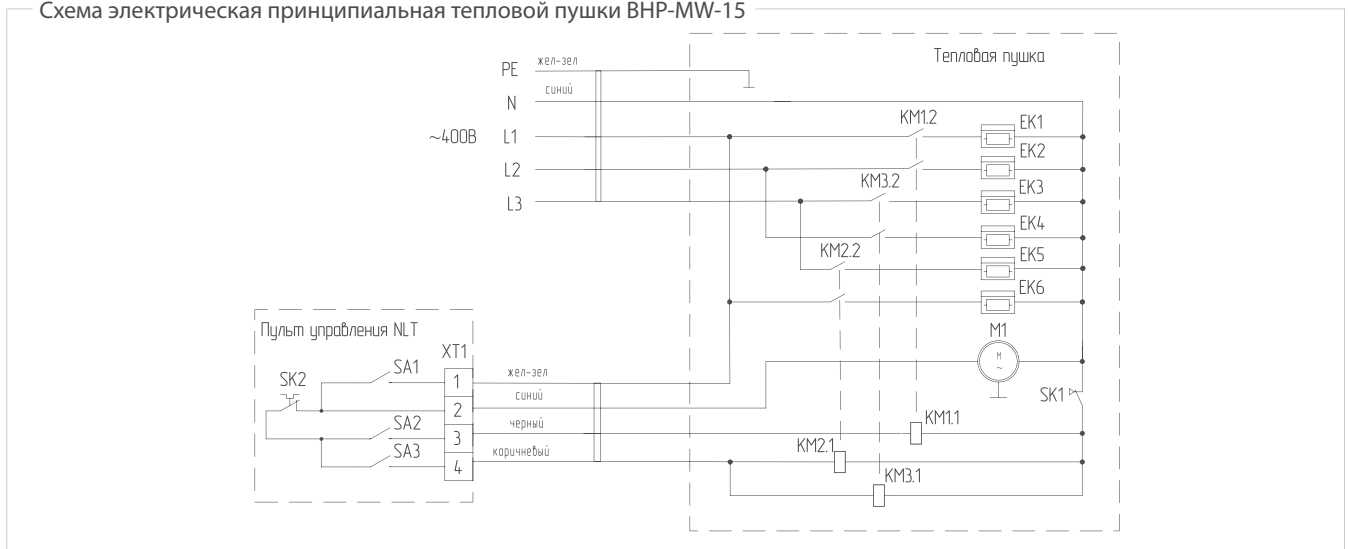 Схема электрическая принципиальная тепловой пушки BHP-MW-15
Тепловая пушка
PE
жел-зел
N
синий
~400В
L1
L2
L3
KM1.2
EK1
EK2
KM3.2
EK3
EK4
KM2.2
EK5
EK6
M1
М
~
SK1
KM1.1
KM2.1
KM3.1
Пульт управления NLT
XT1
SK2
SA1
1
жел-зел
2
синий
SA2
3
черный
SA3
4
коричневый